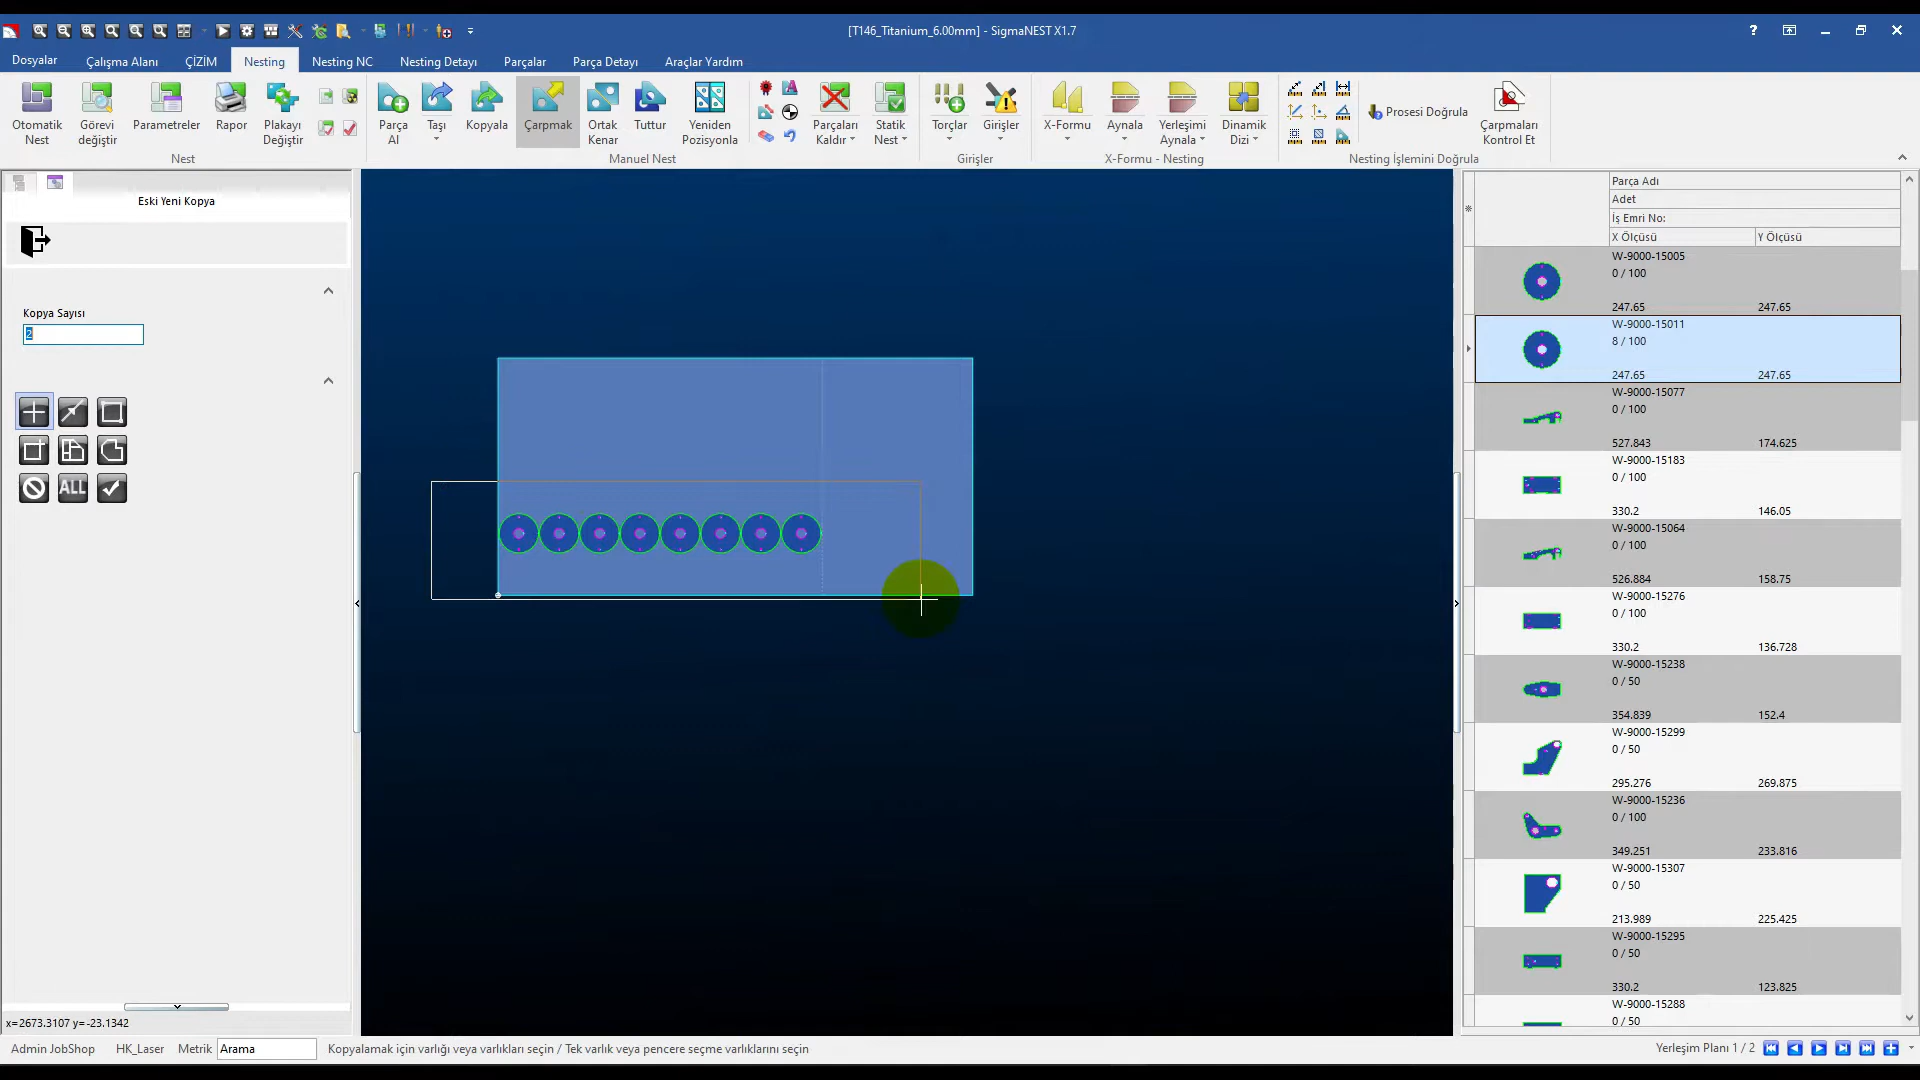 [T146_Titanium_6.00mm] - SigmaNEST X1.7
?
Dosyalar
Çalışma Alanı
ÇİZİM
Nesting
Nesting NC
Nesting Detayı
Parçalar
Parça Detayı
Araçlar Yardım
Otomatik Nest
Görevi değiştir
Parametreler
Rapor
Plakayı Değiştir
Parça Al
Taşı
Kopyala
Çarpmak
Ortak Kenar
Tuttur
Yeniden Pozisyonla
Parçaları Kaldır
Statik Nest
Torçlar
Girişler
X-Formu
Aynala
Yerleşimi Aynala
Dinamik Dizi
Prosesi Doğrula
Çarpmaları Kontrol Et
Nest
Manuel Nest
Girişler
X-Formu - Nesting
Nesting İşlemini Doğrula
Eski Yeni Kopya
Kopya Sayısı
2
ALL
Parça Adı
Adet
İş Emri No:
X Ölçüsü
Y Ölçüsü
W-9000-15005
0 / 100
247.65 247.65
W-9000-15011
8 / 100
247.65 247.65
W-9000-15077
0 / 100
527.843 174.625
W-9000-15183
0 / 100
330.2 146.05
W-9000-15064
0 / 100
526.884 158.75
W-9000-15276
0 / 100
330.2 136.728
W-9000-15238
0 / 50
354.839 152.4
W-9000-15299
0 / 50
295.276 269.875
W-9000-15236
0 / 100
349.251 233.816
W-9000-15307
0 / 50
213.989 225.425
W-9000-15295
0 / 50
330.2 123.825
W-9000-15288
0 / 50
x=2673.3107 y=-23.1342
Admin JobShop
HK_Laser
Metrik
Arama
Kopyalamak için varlığı veya varlıkları seçin / Tek varlık veya pencere seçme varlıklarını seçin
Yerleşim Planı 1 / 2